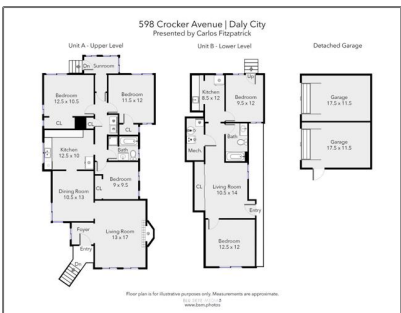 598 Crocker Avenue | Daly City
Presented by Carlos Fitzpatrick
Unit A - Upper Level
Unit B - Lower Level
Detached Garage
Dn
Sunroom
Bedroom
12.5 x 10.5
Bedroom
11.5 x 12
CL
CL
CL
Kitchen
12.5 x 10
Bath
Bedroom
9 x 9.5
CL
Dining Room
10.5 x 13
Living Room
13 x 17
Foyer
Entry
Dn
Up
Kitchen
8.5 x 12
Bedroom
9.5 x 12
Bath
Mech.
CL
Living Room
10.5 x 14
Entry
Bedroom
12.5 x 12
Garage
17.5 x 11.5
Garage
17.5 x 11.5
Floor plan is for illustrative purposes only. Measurements are approximate.
www.bsm.photos